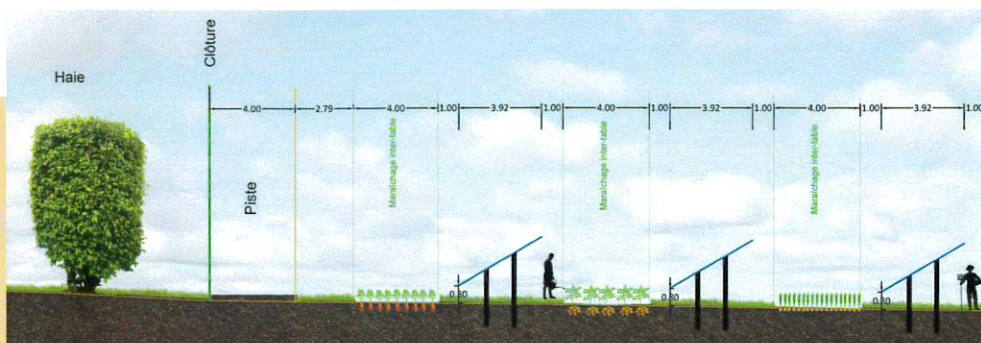 Haie
Clôture
4.00 2.79 4.00 1.00 3.92 1.00 4.00 1.00 3.92 1.00 4.00 1.00 3.92 1.00
Piste
Maraîchage inter-table
Maraîchage inter-table
Maraîchage inter-table
0.80
0.80
0.80